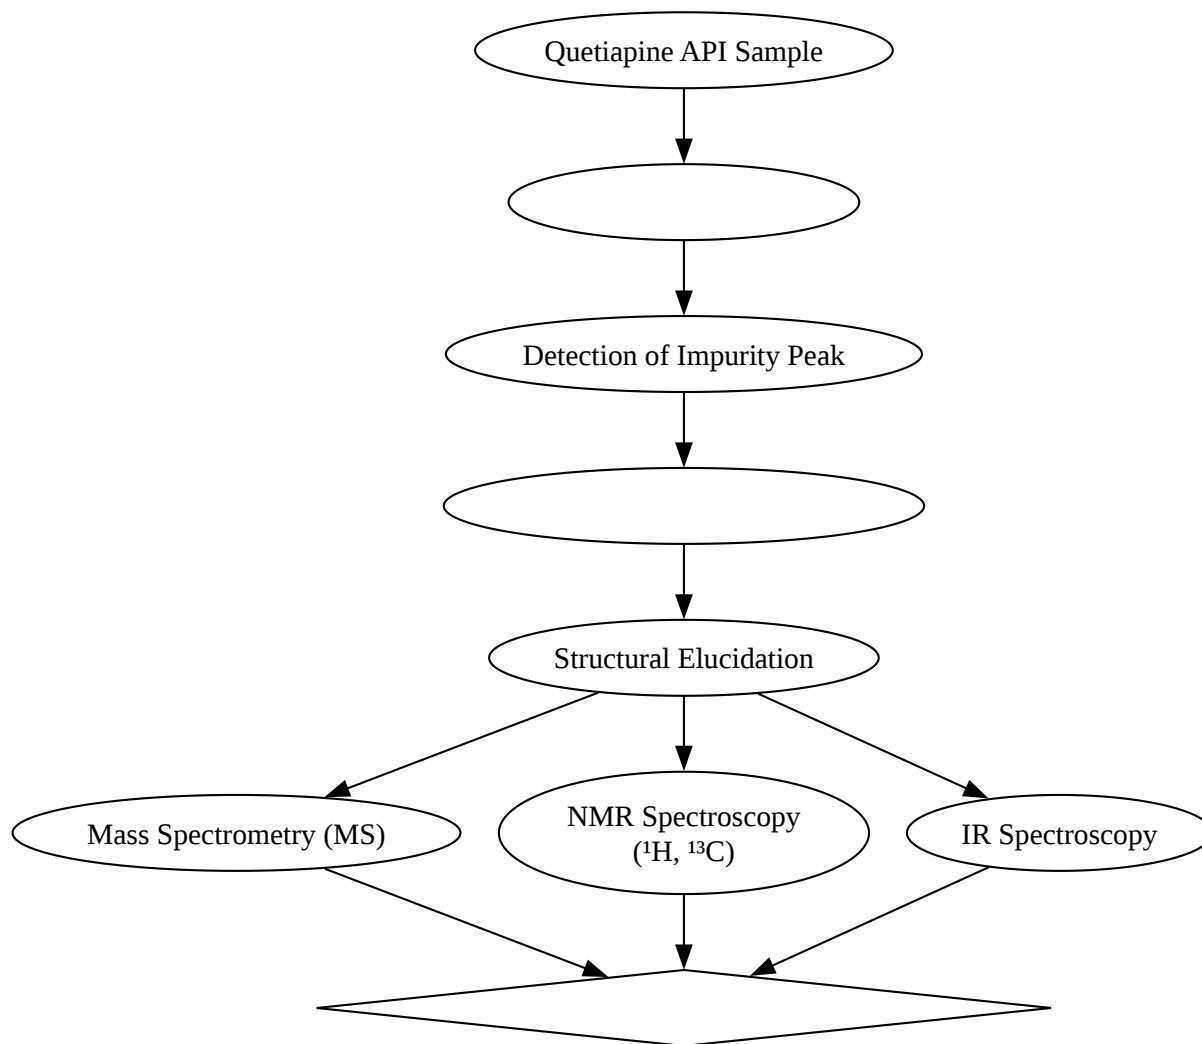 Quetiapine API Sample
Detection of Impurity Peak
Structural Elucidation
Mass Spectrometry (MS)
NMR Spectroscopy
(¹H, ¹³C)
IR Spectroscopy